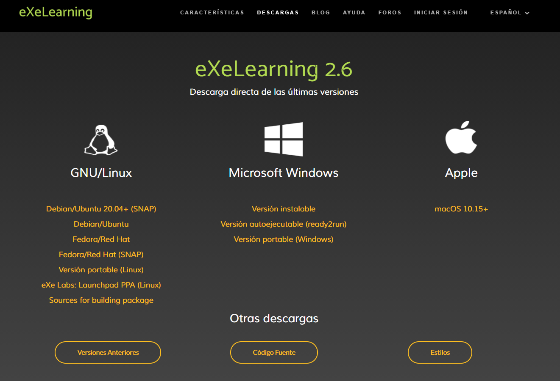 eXeLearning
CARACTERÍSTICAS DESCARGAS BLOG AYUDA FOROS INICIAR SESIÓN ESPAÑOL
eXeLearning 2.6
Descarga directa de las últimas versiones
GNU/Linux
Debian/Ubuntu 20.04+ (SNAP)
Debian/Ubuntu
Fedora/Red Hat
Fedora/Red Hat (SNAP)
Versión portable (Linux)
eXe Labs: Launchpad PPA (Linux)
Sources for building package
Microsoft Windows
Versión instalable
Versión autoejecutable (ready2run)
Versión portable (Windows)
Apple
macOS 10.15+
Otras descargas
Versiones Anteriores
Código Fuente
Estilos